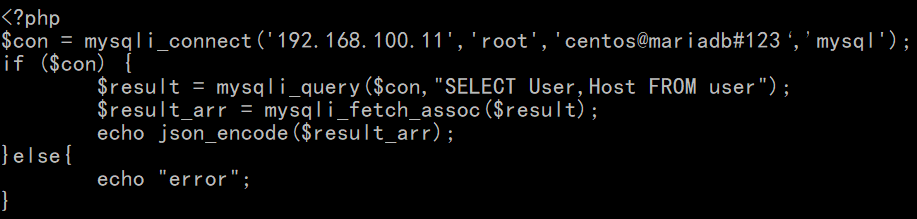 <?php
$con = mysqli_connect('192.168.100.11','root','centos@mariadb#123‘,'mysql');
if ($con) {
        $result = mysqli_query($con,"SELECT User,Host FROM user");
        $result_arr = mysqli_fetch_assoc($result);
        echo json_encode($result_arr);
}else{
        echo "error";
}